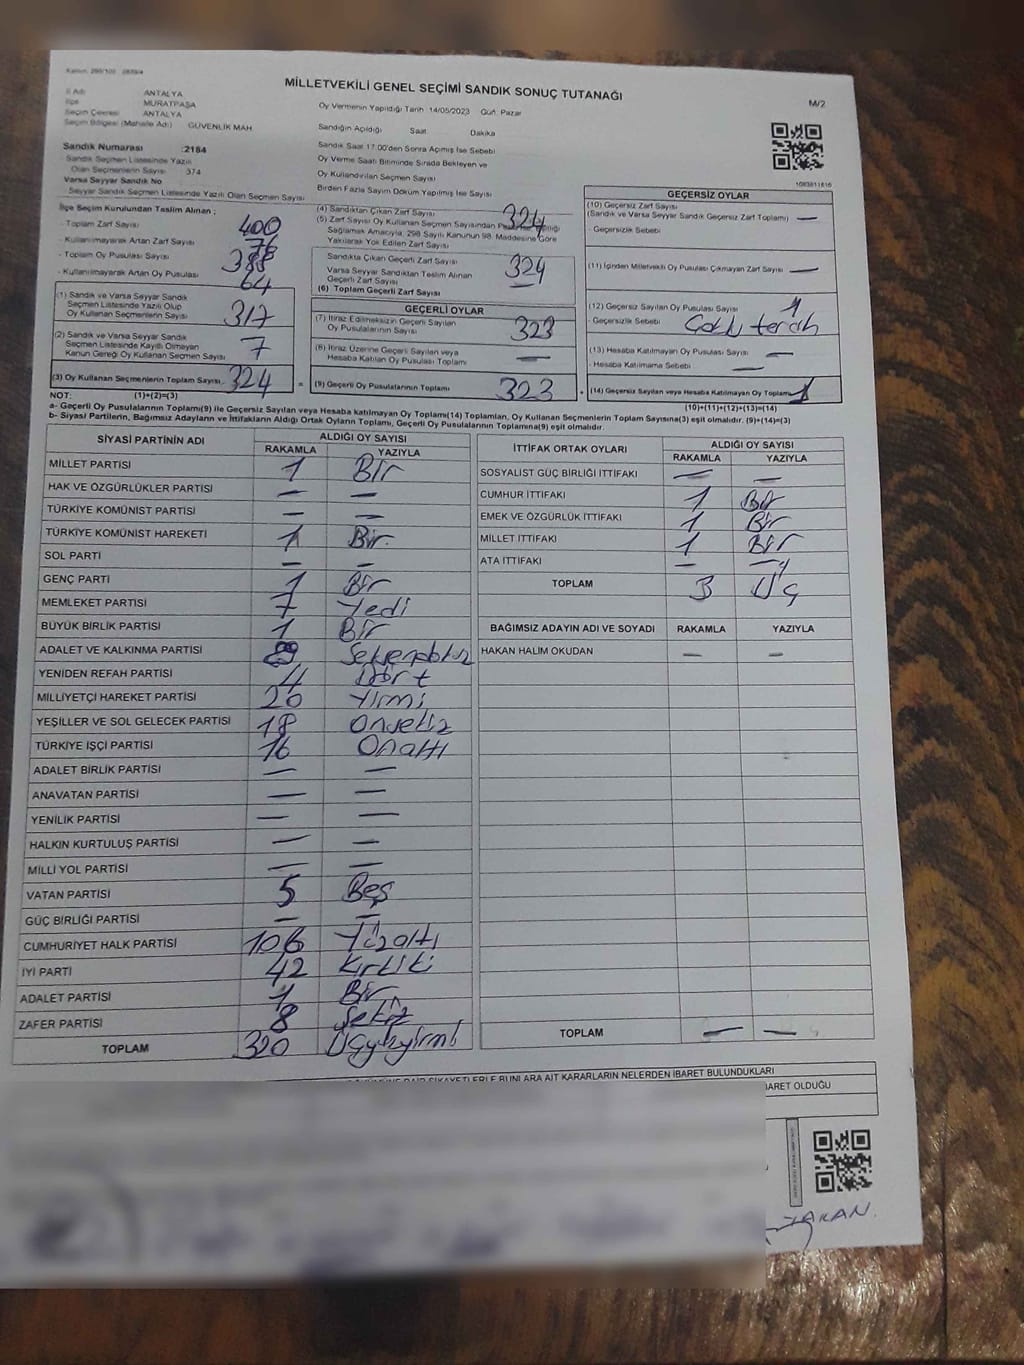 MİLLETVEKİLİ GENEL SEÇİMİ SANDIK SONUÇ TUTANAĞI
M/2
İl Adı ANTALYA
İlçe MURATPAŞA
Seçim Çevresi ANTALYA
Seçim Bölgesi (Mahalle Adı) GÜVENLİK MAH
Oy Vermenin Yapıldığı Tarih 14/05/2023 Gün Pazar
Sandığın Açıldığı Saat Dakika
Sandık Saat 17:00'den Sonra Açımış İse Sebebi
Oy Verme Saati Bitiminde Sırada Bekleyen ve
Oy Kullandırılan Seçmen Sayısı
Birden Fazla Sayım Döküm Yapılmış İse Sayısı
Sandık Numarası :2184
Sandık Seçmen Listesinde Yazılı
Olan Seçmenlerin Sayısı 374
Varsa Seyyar Sandık No
Seyyar Sandık Seçmen Listesinde Yazılı Olan Seçmen Sayısı
İlçe Seçim Kurulundan Teslim Alınan ;
- Toplam Zarf Sayısı 400
- Kullanılmayarak Artan Zarf Sayısı 76
- Toplam Oy Pusulası Sayısı 388
- Kullanılmayarak Artan Oy Pusulası 64
(1) Sandık ve Varsa Seyyar Sandık
Seçmen Listesinde Yazılı Olup
Oy Kullanan Seçmenlerin Sayısı 317
(2) Sandık ve Varsa Seyyar Sandık
Seçmen Listesinde Kayıtlı Olmayan
Kanun Gereği Oy Kullanan Seçmen Sayısı 7
(3) Oy Kullanan Seçmenlerin Toplam Sayısı. 324
(4) Sandıktan Çıkan Zarf Sayısı 324
(5) Zarf Sayısı Oy Kullanan Seçmen Sayısından
Sağlamak Amacıyla, 298 Sayılı Kanunun 98. Maddesine Göre
Yakılarak Yok Edilen Zarf Sayısı
Sandıkta Çıkan Geçerli Zarf Sayısı 324
Varsa Seyyar Sandıktan Teslim Alınan
Geçerli Zarf Sayısı —
(6) Toplam Geçerli Zarf Sayısı
GEÇERLİ OYLAR
(7) İtiraz Edilmeksizin Geçerli Sayılan
Oy Pusulalarının Sayısı 323
(8) İtiraz Üzerine Geçerli Sayılan veya
Hesaba Katılan Oy Pusulası Toplamı —
= (9) Geçerli Oy Pusulalarının Toplamı 323
1083811616
GEÇERSİZ OYLAR
(10) Geçersiz Zarf Sayısı
(Sandık ve Varsa Seyyar Sandık Geçersiz Zarf Toplamı) —
- Geçersizlik Sebebi
(11) İçinden Milletvekili Oy Pusulası Çıkmayan Zarf Sayısı —
(12) Geçersiz Sayılan Oy Pusulası Sayısı 1
- Geçersizlik Sebebi
(13) Hesaba Katılmayan Oy Pusulası Sayısı —
- Hesaba Katılmama Sebebi —
+ (14) Geçersiz Sayılan veya Hesaba Katılmayan Oy Toplamı 1
NOT: (1)+(2)=(3) (10)+(11)+(12)+(13)=(14)
a- Geçerli Oy Pusulalarının Toplamı(9) ile Geçersiz Sayılan veya Hesaba katılmayan Oy Toplamı(14) Toplamları, Oy Kullanan Seçmenlerin Toplam Sayısına(3) eşit olmalıdır. (9)+(14)=(3)
b- Siyasi Partilerin, Bağımsız Adayların ve İttifakların Aldığı Ortak Oyların Toplamı, Geçerli Oy Pusulalarının Toplamına(9) eşit olmalıdır.
SİYASİ PARTİNİN ADI ALDIĞI OY SAYISI
RAKAMLA YAZIYLA
MİLLET PARTİSİ 1 Bir
HAK VE ÖZGÜRLÜKLER PARTİSİ — —
TÜRKİYE KOMÜNİST PARTİSİ — —
TÜRKİYE KOMÜNİST HAREKETİ 1 Bir
SOL PARTİ — —
GENÇ PARTİ 1 Bir
MEMLEKET PARTİSİ 7 Yedi
BÜYÜK BİRLİK PARTİSİ 1 Bir
ADALET VE KALKINMA PARTİSİ 89 Seksendokuz
YENİDEN REFAH PARTİSİ 4 Dört
MİLLİYETÇİ HAREKET PARTİSİ 20 Yirmi
YEŞİLLER VE SOL GELECEK PARTİSİ 18 Onsekiz
TÜRKİYE İŞÇİ PARTİSİ 16 Onaltı
ADALET BİRLİK PARTİSİ — —
ANAVATAN PARTİSİ — —
YENİLİK PARTİSİ — —
HALKIN KURTULUŞ PARTİSİ — —
MİLLİ YOL PARTİSİ — —
VATAN PARTİSİ 5 Beş
GÜÇ BİRLİĞİ PARTİSİ — —
CUMHURİYET HALK PARTİSİ 106 Yüzaltı
İYİ PARTİ 42 Kırkiki
ADALET PARTİSİ 1 Bir
ZAFER PARTİSİ 8 Sekiz
TOPLAM 320 Üçyüzyirmi
İTTİFAK ORTAK OYLARI ALDIĞI OY SAYISI
RAKAMLA YAZIYLA
SOSYALİST GÜÇ BİRLİĞİ İTTİFAKI — —
CUMHUR İTTİFAKI 1 Bir
EMEK VE ÖZGÜRLÜK İTTİFAKI 1 Bir
MİLLET İTTİFAKI 1 Bir
ATA İTTİFAKI — —
TOPLAM 3 Üç
BAĞIMSIZ ADAYIN ADI VE SOYADI RAKAMLA YAZIYLA
HAKAN HALİM OKUDAN — —
TOPLAM — —
ŞİKAYETLERLE BUNLARA AİT KARARLARIN NELERDEN İBARET BULUNDUKLARI
İBARET OLDUĞU